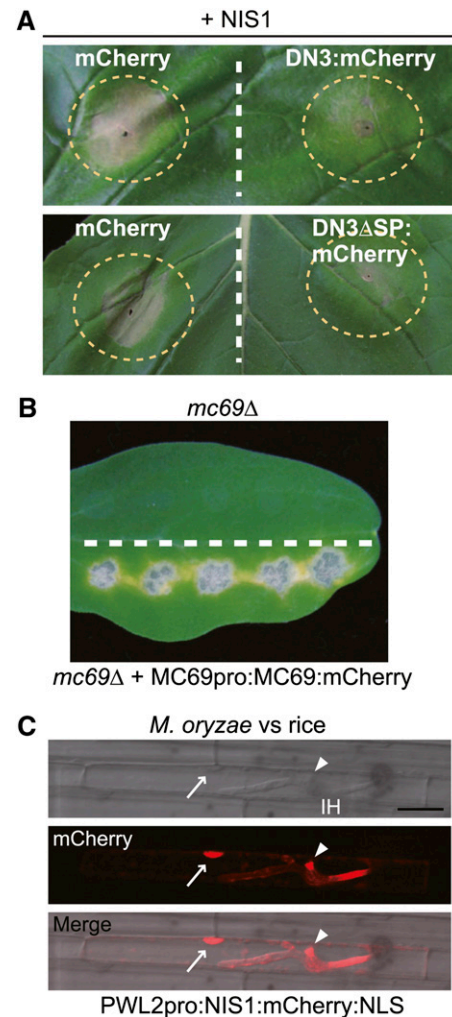 A
+ NIS1
mCherry
DN3:mCherry
mCherry
DN3ΔSP:
mCherry
B
mc69Δ
mc69Δ + MC69pro:MC69:mCherry
C
M. oryzae vs rice
IH
mCherry
Merge
PWL2pro:NIS1:mCherry:NLS